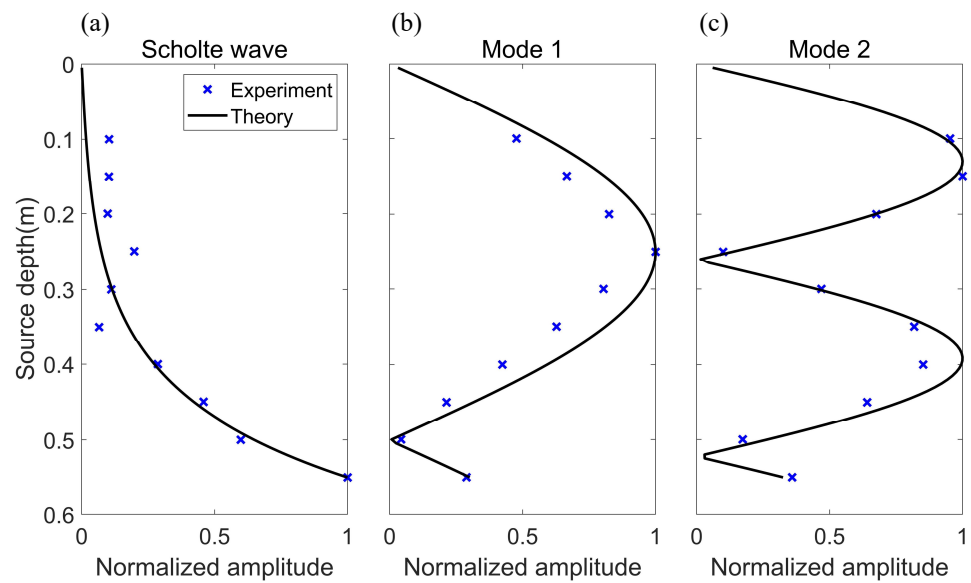 (a)
Scholte wave
(b)
Mode 1
(c)
Mode 2
Experiment
Theory
Source depth(m)
0
0.1
0.2
0.3
0.4
0.5
0.6
0 0.5 1
0 0.5 1
0 0.5 1
Normalized amplitude
Normalized amplitude
Normalized amplitude